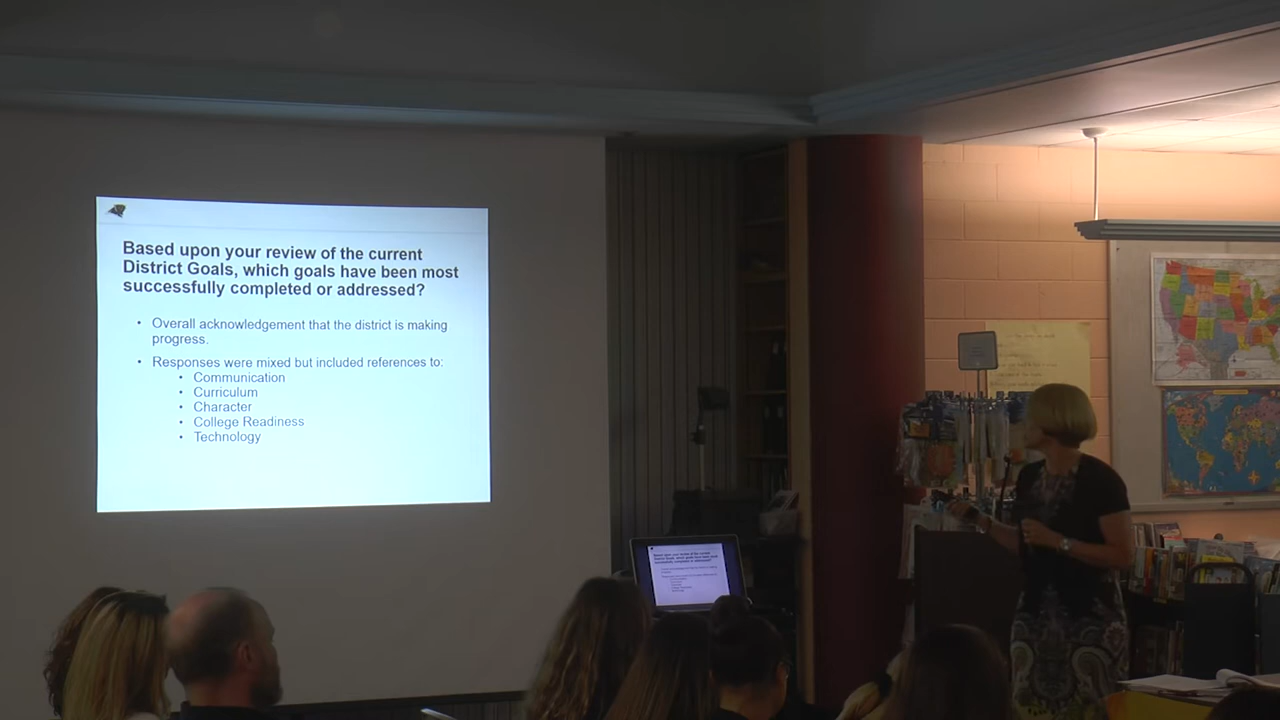 Based upon your review of the current
District Goals, which goals have been most
successfully completed or addressed?
• Overall acknowledgement that the district is making
progress.
• Responses were mixed but included references to:
• Communication
• Curriculum
• Character
• College Readiness
• Technology